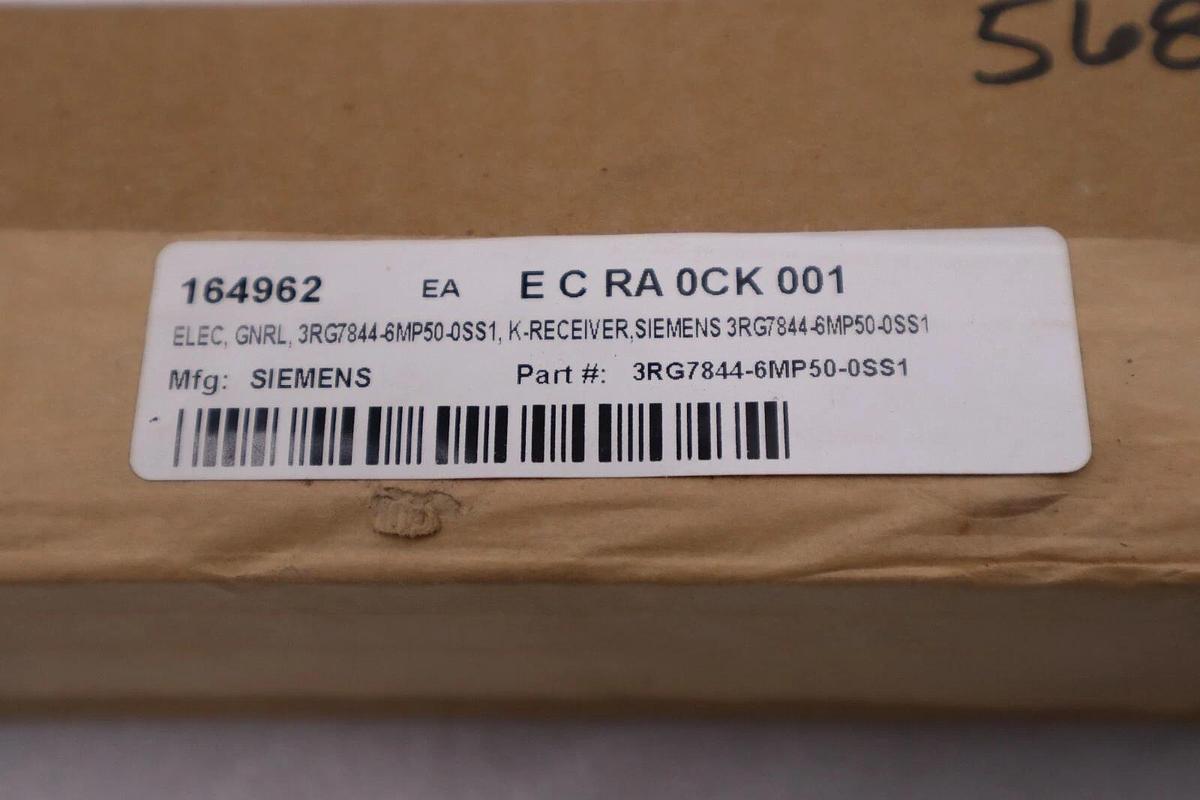 568
164962 EA E C RA 0CK 001
ELEC, GNRL, 3RG7844-6MP50-0SS1, K-RECEIVER,SIEMENS 3RG7844-6MP50-0SS1
Mfg: SIEMENS Part #: 3RG7844-6MP50-0SS1